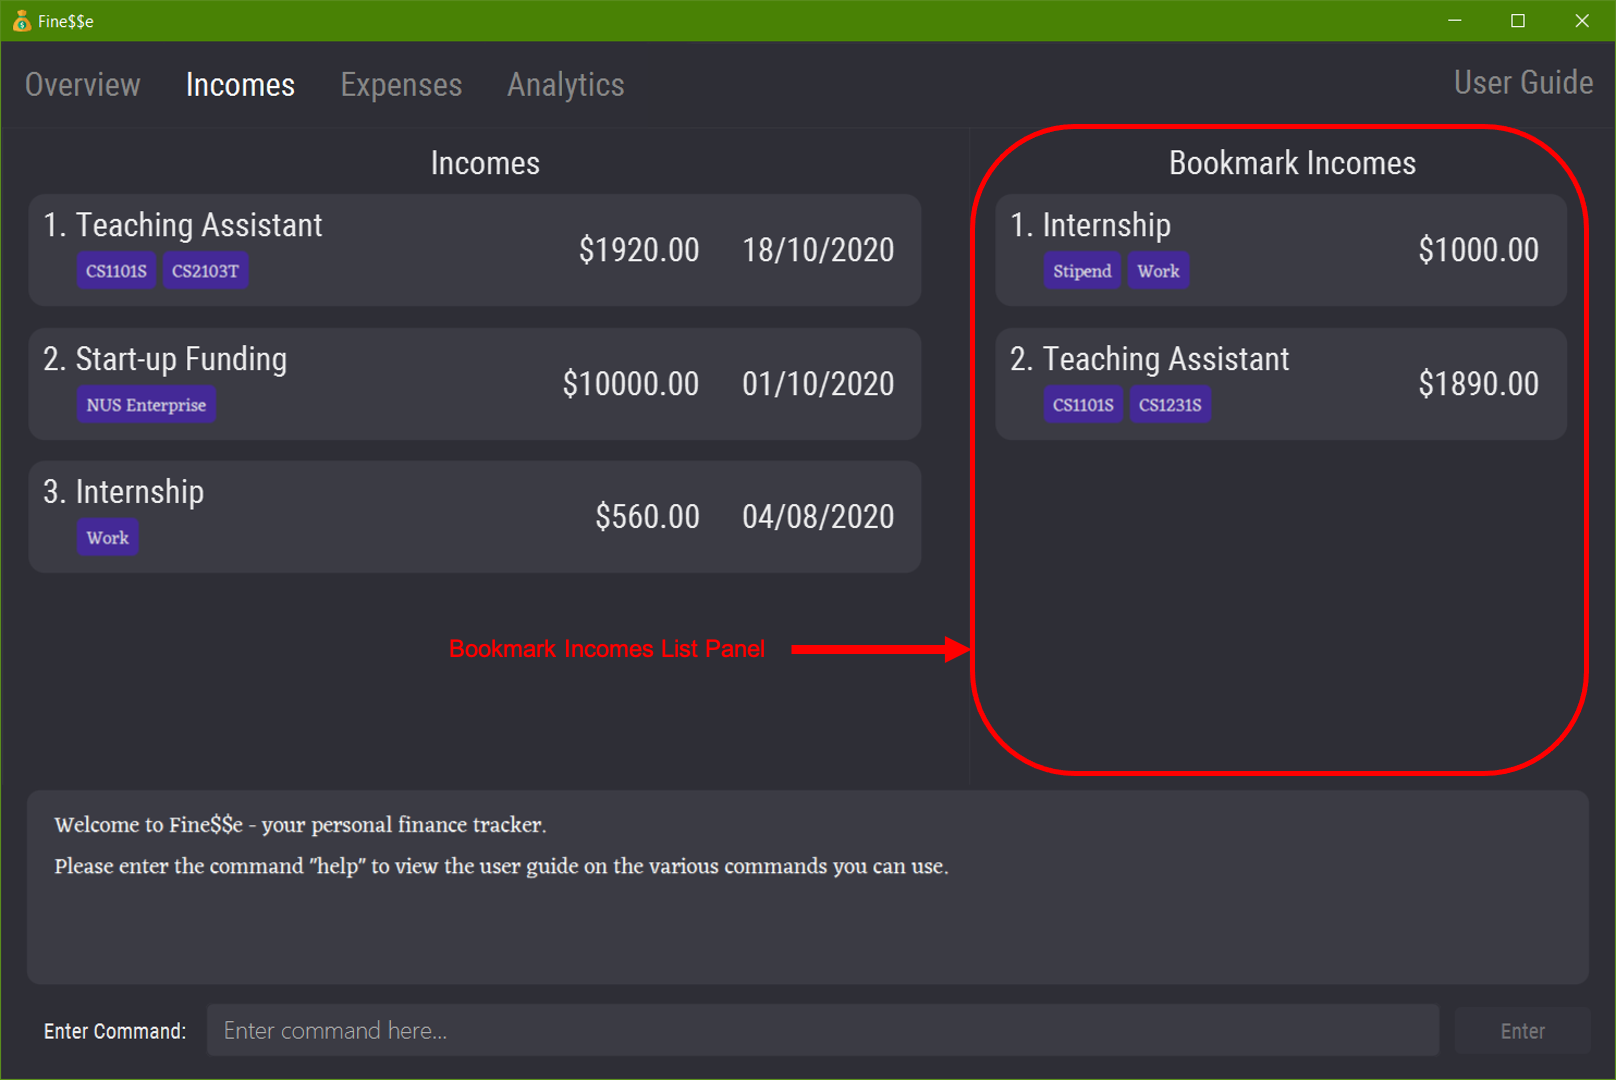 Fine$$e
Overview Incomes Expenses Analytics User Guide
Incomes
1. Teaching Assistant
CS1101S CS2103T
$1920.00 18/10/2020
2. Start-up Funding
NUS Enterprise
$10000.00 01/10/2020
3. Internship
Work
$560.00 04/08/2020
Bookmark Incomes
1. Internship
Stipend Work
$1000.00
2. Teaching Assistant
CS1101S CS1231S
$1890.00
Bookmark Incomes List Panel
Welcome to Fine$$e - your personal finance tracker.
Please enter the command "help" to view the user guide on the various commands you can use.
Enter Command: Enter command here... Enter